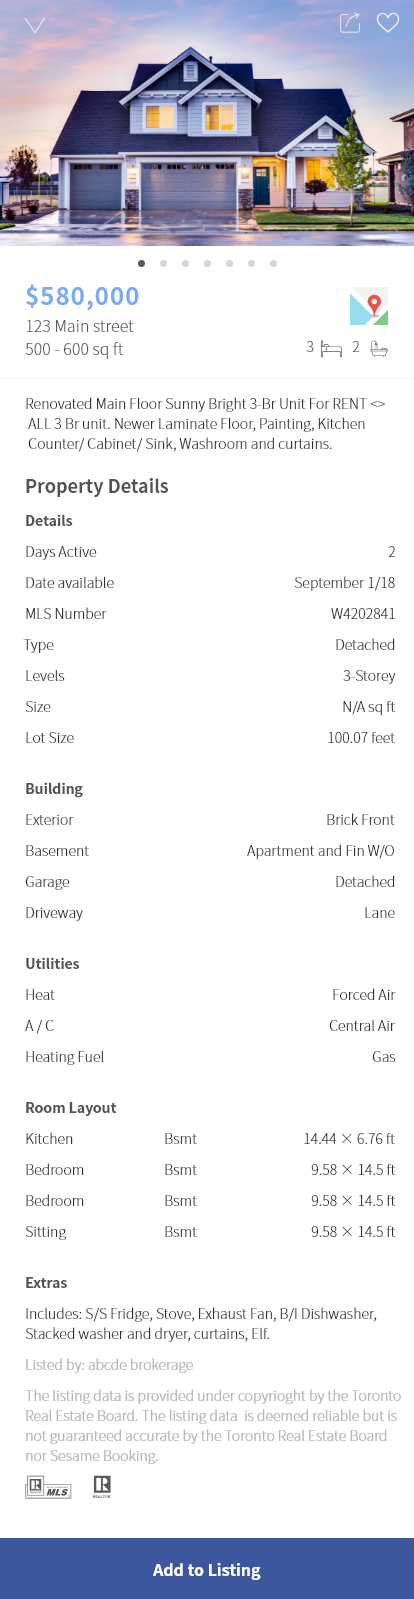 $580,000
123 Main street
500 - 600 sq ft
3 2
Renovated Main Floor Sunny Bright 3-Br Unit For RENT <>
ALL 3 Br unit. Newer Laminate Floor, Painting, Kitchen
Counter/ Cabinet/ Sink, Washroom and curtains.
Property Details
Details
Days Active 2
Date available September 1/18
MLS Number W4202841
Type Detached
Levels 3-Storey
Size N/A sq ft
Lot Size 100.07 feet
Building
Exterior Brick Front
Basement Apartment and Fin W/O
Garage Detached
Driveway Lane
Utilities
Heat Forced Air
A / C Central Air
Heating Fuel Gas
Room Layout
Kitchen Bsmt 14.44 × 6.76 ft
Bedroom Bsmt 9.58 × 14.5 ft
Bedroom Bsmt 9.58 × 14.5 ft
Sitting Bsmt 9.58 × 14.5 ft
Extras
Includes: S/S Fridge, Stove, Exhaust Fan, B/I Dishwasher,
Stacked washer and dryer, curtains, Elf.
Listed by: abcde brokerage
The listing data is provided under copyrioght by the Toronto
Real Estate Board. The listing data  is deemed reliable but is
not guaranteed accurate by the Toronto Real Estate Board
nor Sesame Booking.
R MLS R
REALTOR
Add to Listing